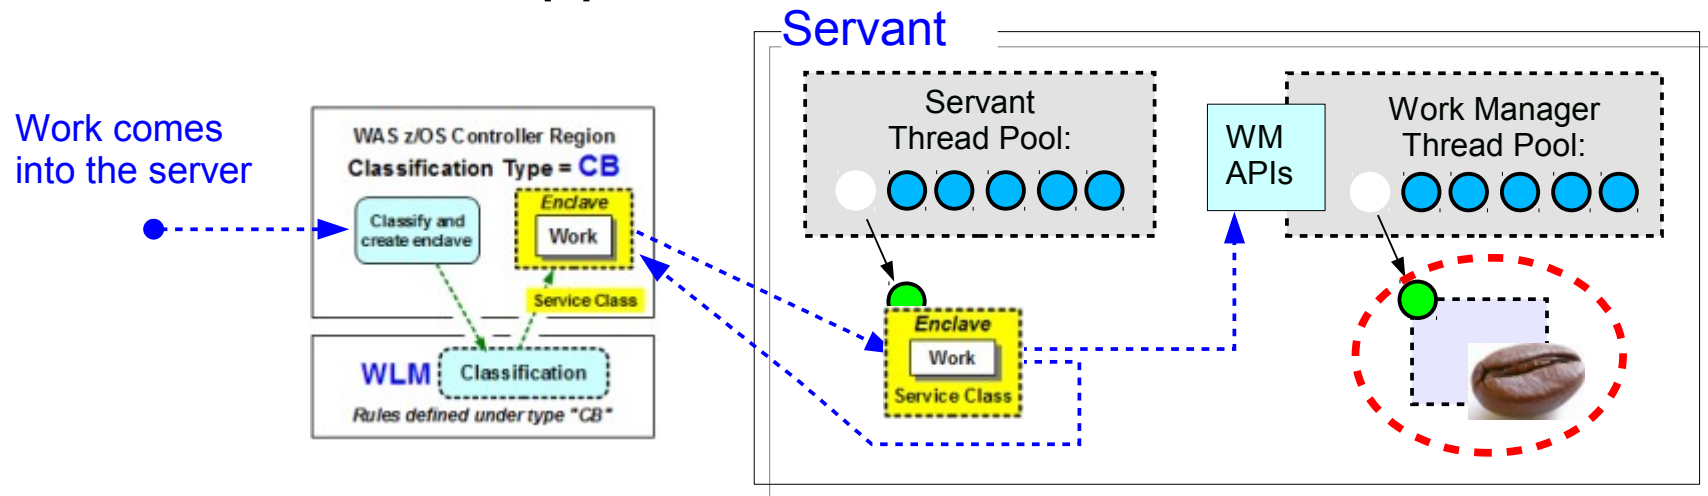 Servant
Work comes
into the server
WAS z/OS Controller Region
Classification Type = CB
Classify and
create enclave
Enclave
Work
Service Class
WLM
Classification
Rules defined under type "CB"
Servant
Thread Pool:
Enclave
Work
Service Class
WM
APIs
Work Manager
Thread Pool: